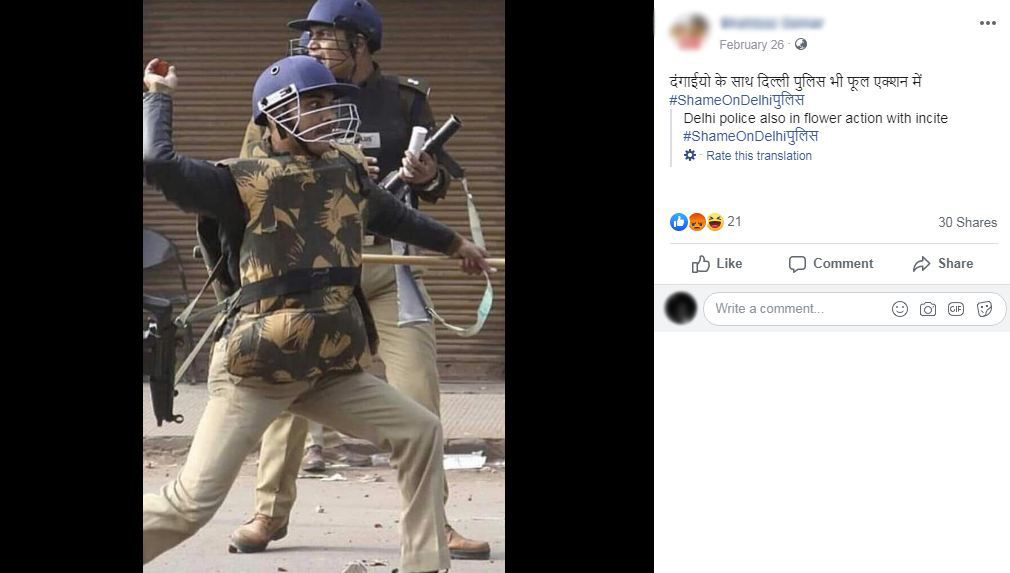 February 26
दंगाईयो के साथ दिल्ली पुलिस भी फूल एक्शन में
#ShameOnDelhiपुलिस
Delhi police also in flower action with incite
#ShameOnDelhiपुलिस
Rate this translation
21
30 Shares
Like
Comment
Share
Write a comment...
GIF